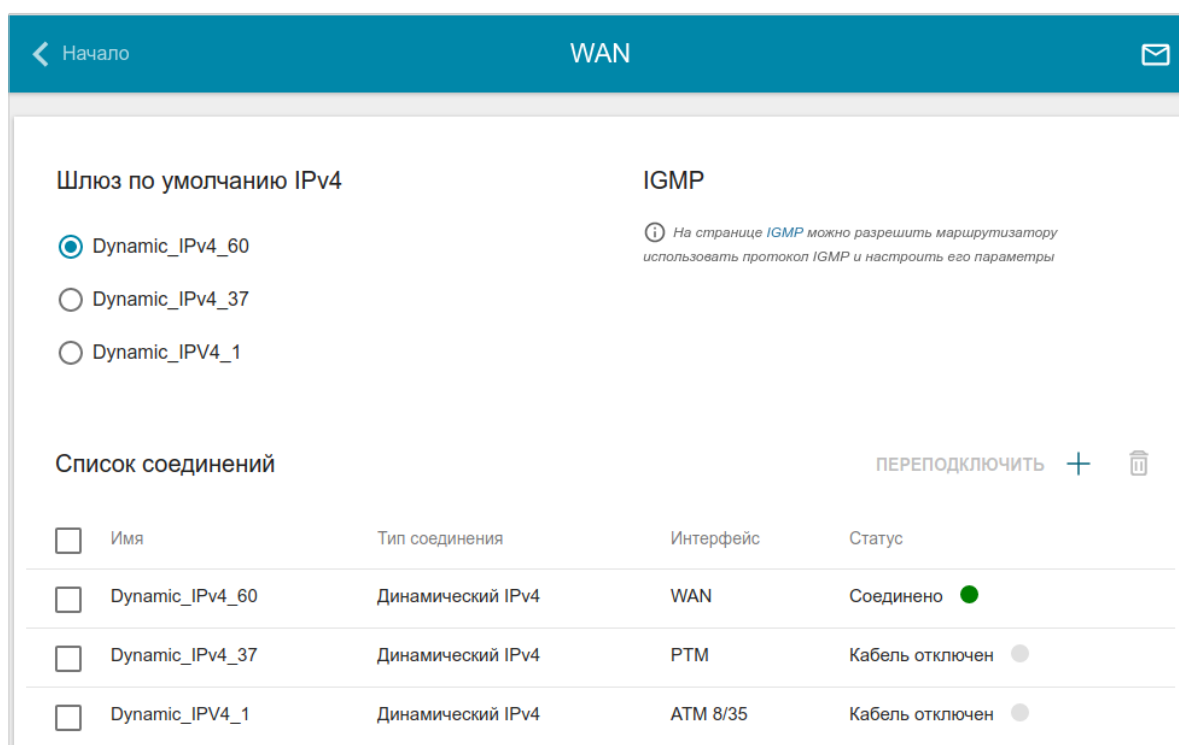 Начало
WAN
Шлюз по умолчанию IPv4
IGMP
Dynamic_IPv4_60
На странице IGMP можно разрешить маршрутизатору
использовать протокол IGMP и настроить его параметры
Dynamic_IPv4_37
Dynamic_IPV4_1
Список соединений
ПЕРЕПОДКЛЮЧИТЬ
Имя Тип соединения Интерфейс Статус
Dynamic_IPv4_60 Динамический IPv4 WAN Соединено
Dynamic_IPv4_37 Динамический IPv4 PTM Кабель отключен
Dynamic_IPV4_1 Динамический IPv4 ATM 8/35 Кабель отключен